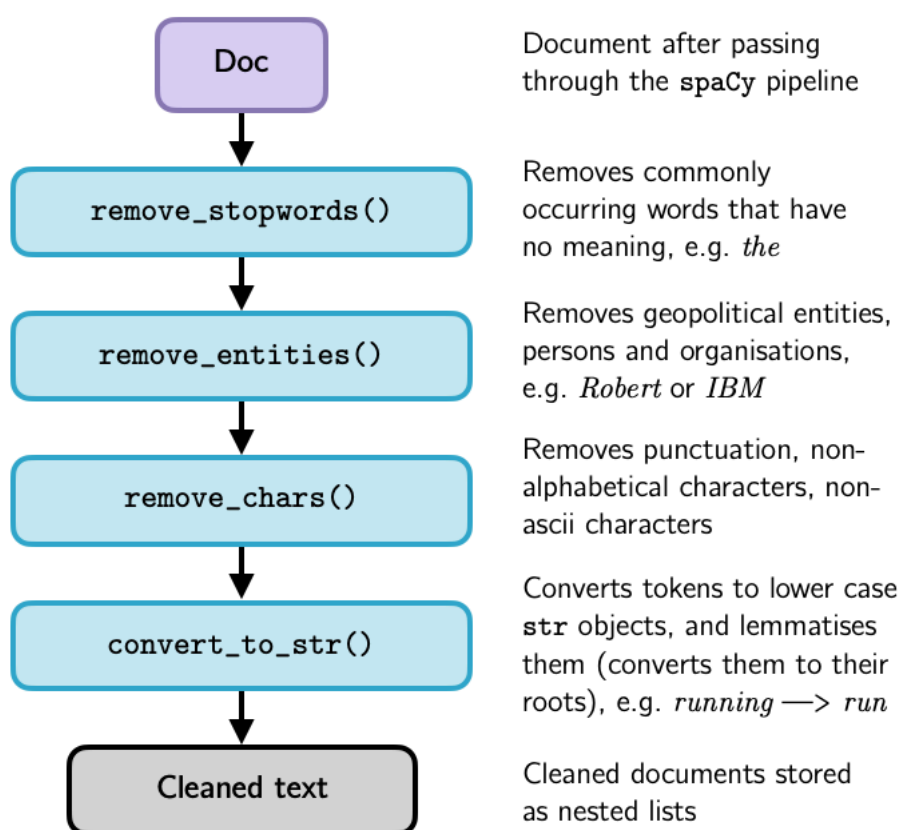 Doc
Document after passing
through the spaCy pipeline
remove_stopwords()
Removes commonly
occurring words that have
no meaning, e.g. the
remove_entities()
Removes geopolitical entities,
persons and organisations,
e.g. Robert or IBM
remove_chars()
Removes punctuation, non-
alphabetical characters, non-
ascii characters
convert_to_str()
Converts tokens to lower case
str objects, and lemmatises
them (converts them to their
roots), e.g. running —> run
Cleaned text
Cleaned documents stored
as nested lists